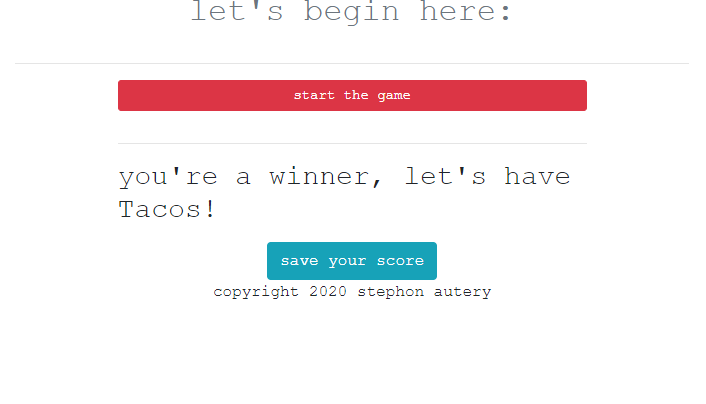 let's begin here:
start the game
you're a winner, let's have
Tacos!
save your score
copyright 2020 stephon autery